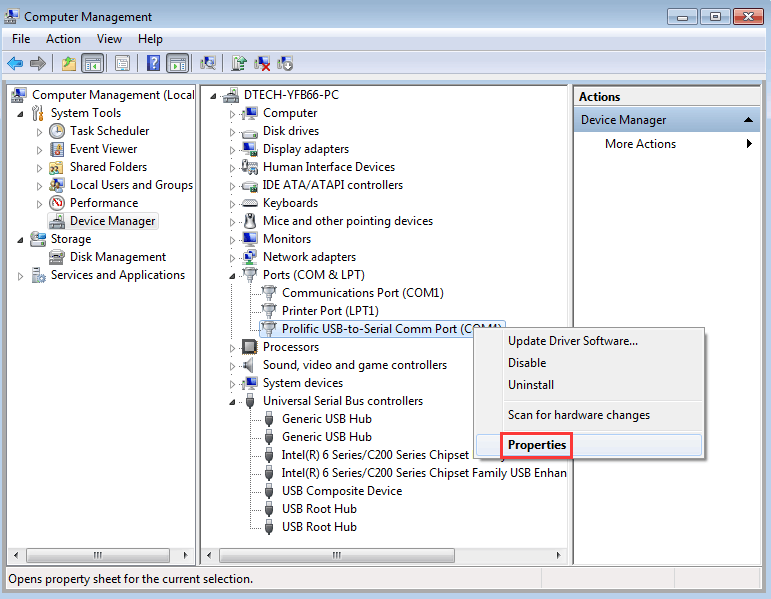 Computer Management
File Action View Help
Computer Management (Local
System Tools
Task Scheduler
Event Viewer
Shared Folders
Local Users and Groups
Performance
Device Manager
Storage
Disk Management
Services and Applications
DTECH-YFB66-PC
Computer
Disk drives
Display adapters
Human Interface Devices
IDE ATA/ATAPI controllers
Keyboards
Mice and other pointing devices
Monitors
Network adapters
Ports (COM & LPT)
Communications Port (COM1)
Printer Port (LPT1)
Prolific USB-to-Serial Comm Port (COM4)
Processors
Sound, video and game controllers
System devices
Universal Serial Bus controllers
Generic USB Hub
Generic USB Hub
Intel(R) 6 Series/C200 Series Chipset
Intel(R) 6 Series/C200 Series Chipset Family USB Enhan
USB Composite Device
USB Root Hub
USB Root Hub
Update Driver Software...
Disable
Uninstall
Scan for hardware changes
Properties
Actions
Device Manager
More Actions
Opens property sheet for the current selection.